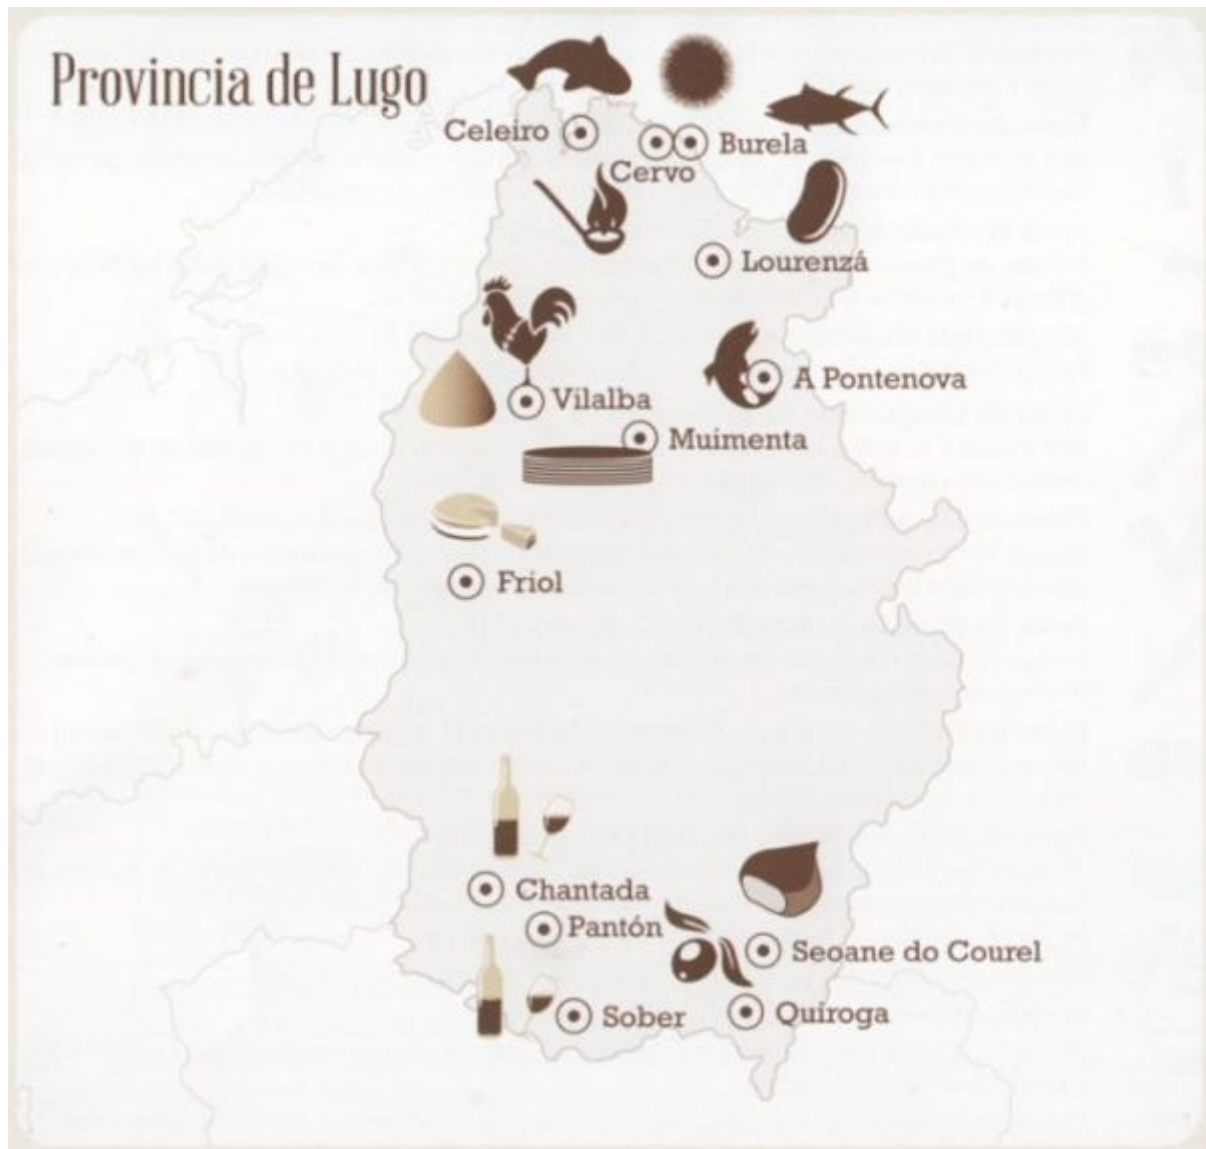 Provincia de Lugo
Celeiro
Burela
Cervo
Lourenzá
A Pontenova
Vilalba
Muimenta
Friol
Chantada
Pantón
Seoane do Courel
Quiroga
Sober